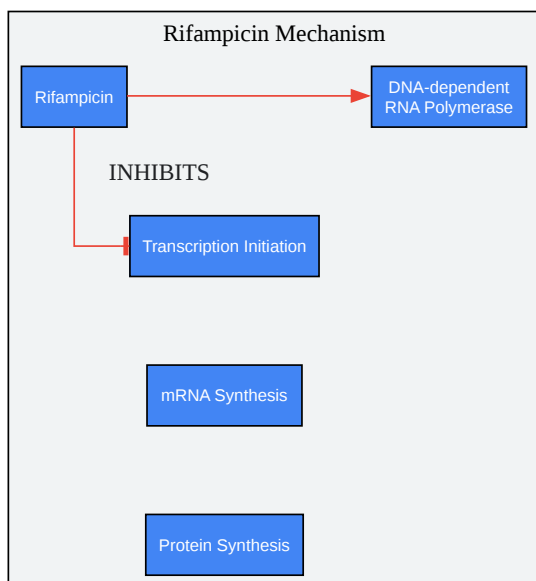 Rifampicin Mechanism
Rifampicin
DNA-dependent
RNA Polymerase
INHIBITS
Transcription Initiation
mRNA Synthesis
Protein Synthesis